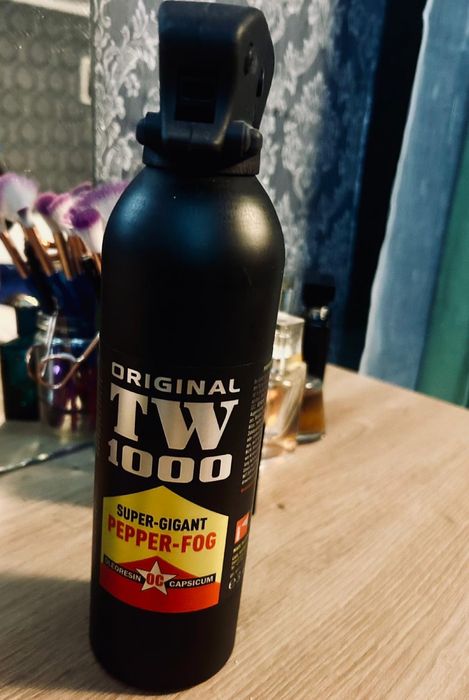 ORIGINAL
TW
1000
SUPER-GIGANT
PEPPER-FOG
OLEORESIN OC CAPSICUM